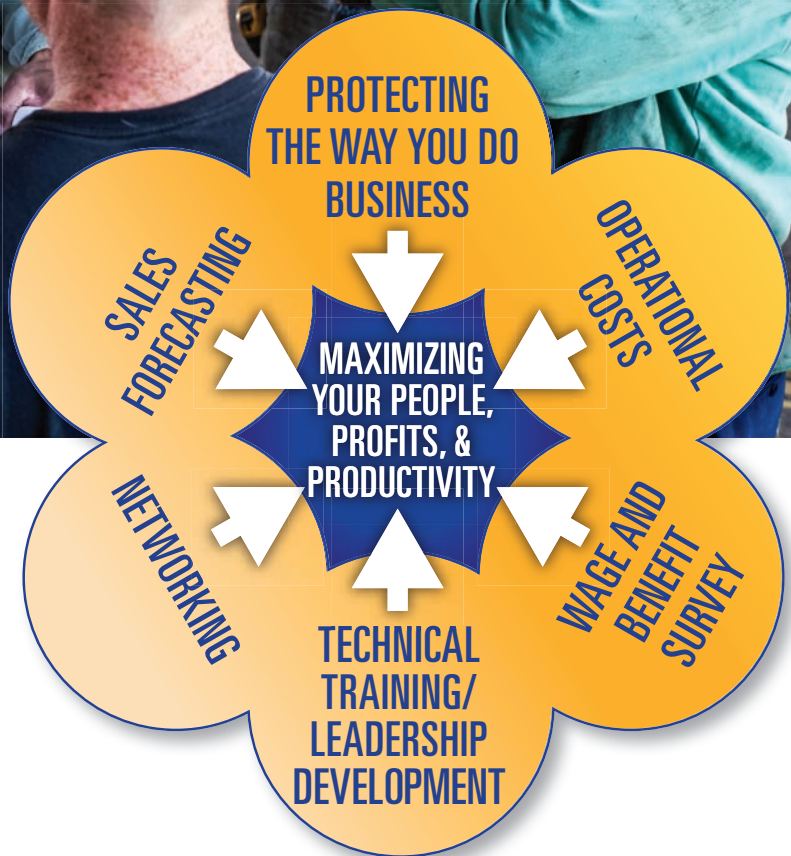 PROTECTING
THE WAY YOU DO
BUSINESS
OPERATIONAL
COSTS
WAGE AND
BENEFIT
SURVEY
TECHNICAL
TRAINING/
LEADERSHIP
DEVELOPMENT
NETWORKING
SALES
FORECASTING
MAXIMIZING
YOUR PEOPLE,
PROFITS, &
PRODUCTIVITY